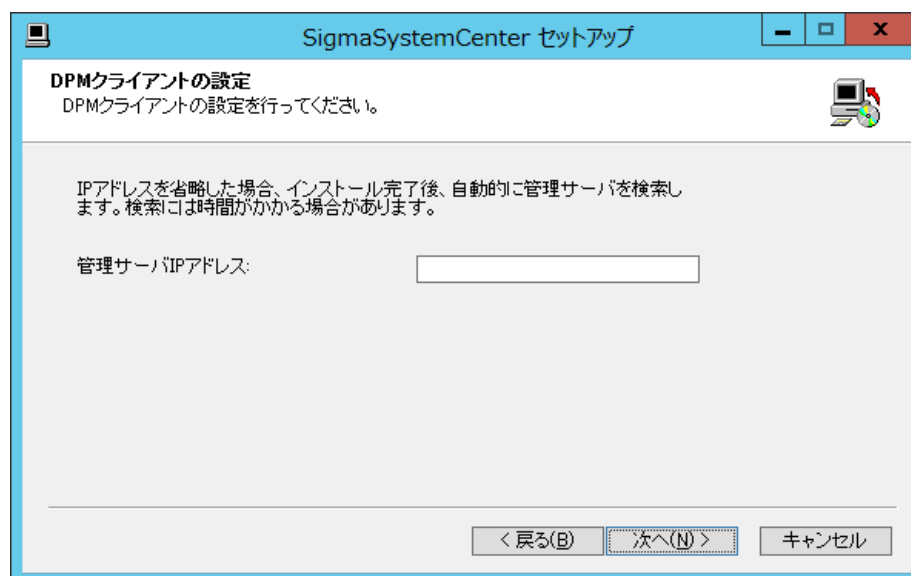 SigmaSystemCenter セットアップ
DPMクライアントの設定
DPMクライアントの設定を行ってください。
IPアドレスを省略した場合、インストール完了後、自動的に管理サーバを検索し
ます。検索には時間がかかる場合があります。
管理サーバIPアドレス:
< 戻る(B)
次へ(N) >
キャンセル